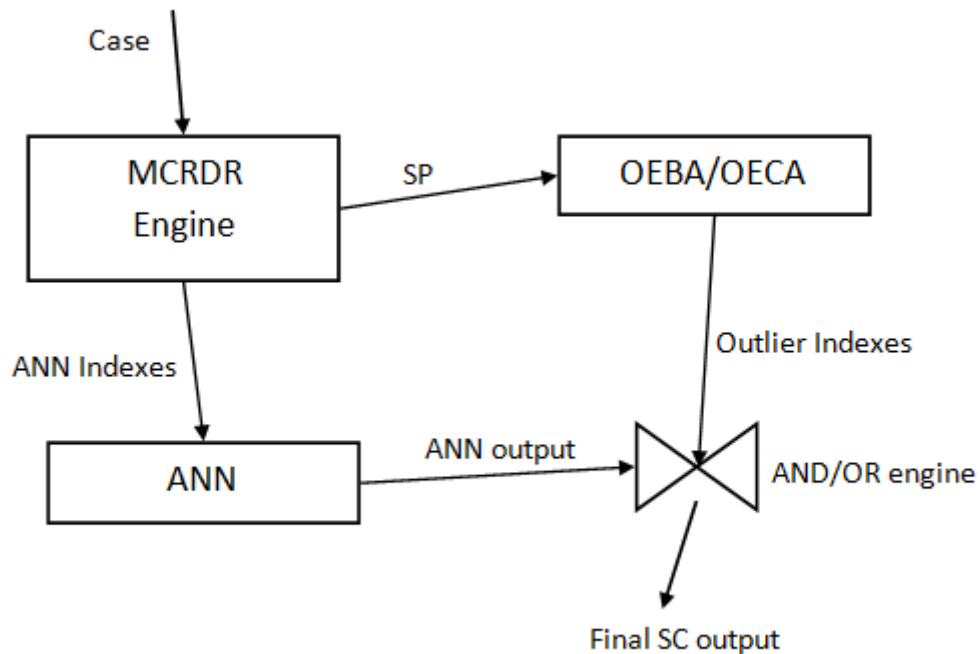 Case
MCRDR
Engine
SP
OEBA/OECA
ANN Indexes
Outlier Indexes
ANN
ANN output
AND/OR engine
Final SC output